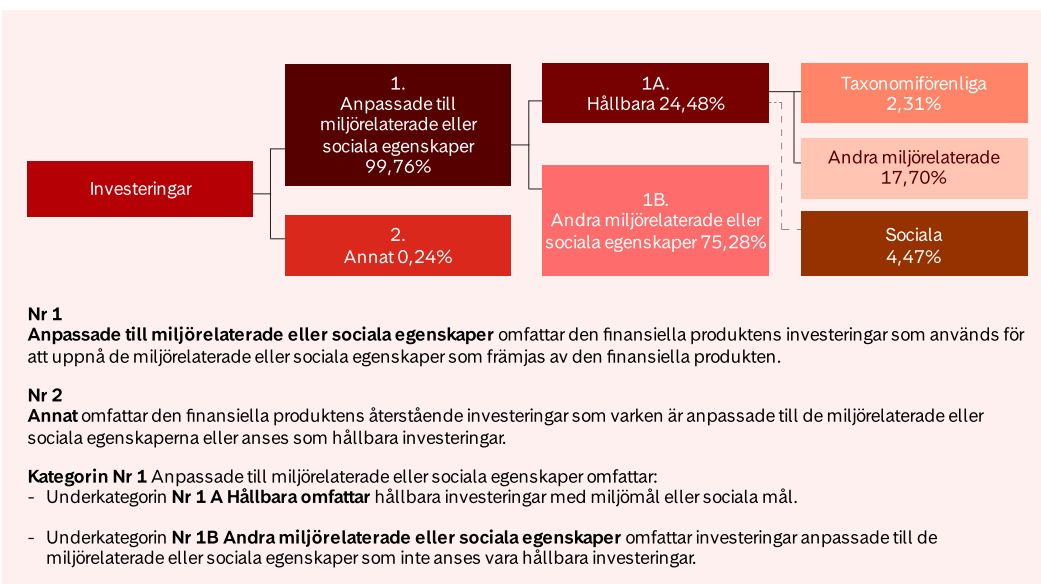 Investeringar
1.
Anpassade till
miljörelaterade eller
sociala egenskaper
99,76%
2.
Annat 0,24%
1A.
Hållbara 24,48%
1B.
Andra miljörelaterade eller
sociala egenskaper 75,28%
Taxonomiförenliga
2,31%
Andra miljörelaterade
17,70%
Sociala
4,47%
Nr 1
Anpassade till miljörelaterade eller sociala egenskaper omfattar den finansiella produktens investeringar som används för
att uppnå de miljörelaterade eller sociala egenskaper som främjas av den finansiella produkten.
Nr 2
Annat omfattar den finansiella produktens återstående investeringar som varken är anpassade till de miljörelaterade eller
sociala egenskaperna eller anses som hållbara investeringar.
Kategorin Nr 1 Anpassade till miljörelaterade eller sociala egenskaper omfattar:
- Underkategorin Nr 1 A Hållbara omfattar hållbara investeringar med miljömål eller sociala mål.
- Underkategorin Nr 1B Andra miljörelaterade eller sociala egenskaper omfattar investeringar anpassade till de
miljörelaterade eller sociala egenskaper som inte anses vara hållbara investeringar.